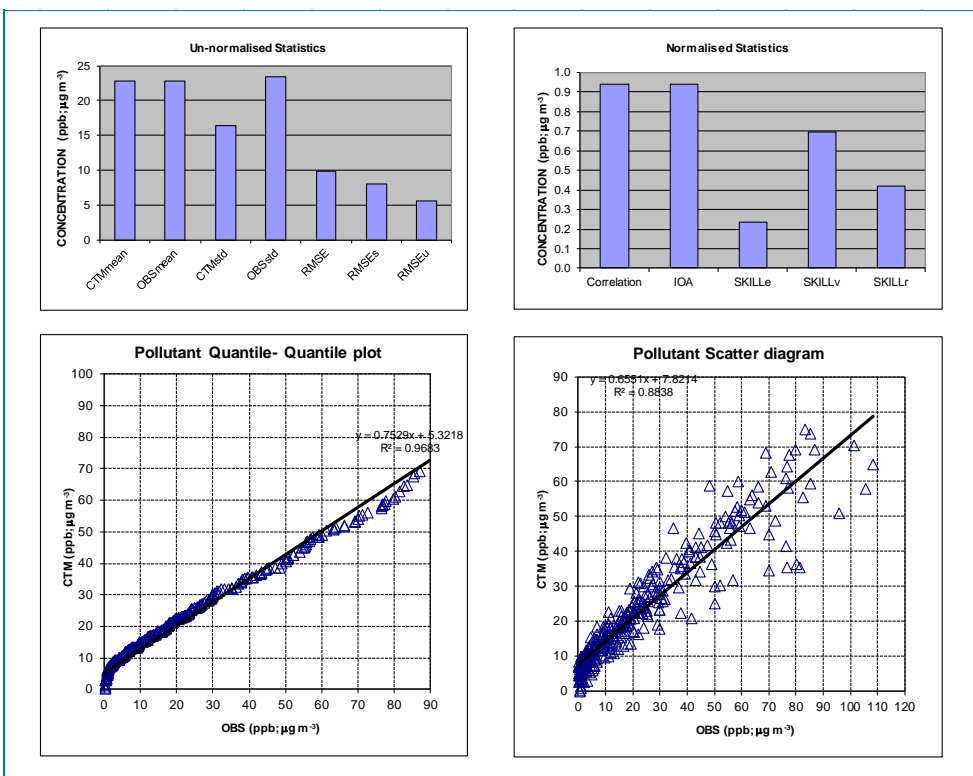 Un-normalised Statistics
CONCENTRATION (ppb; µg m-3)
25
20
15
10
5
0
CTMmean
OBSmean
CTMstd
OBSstd
RMSE
RMSEs
RMSEu
Normalised Statistics
CONCENTRATION (ppb; µg m-3)
1.0
0.9
0.8
0.7
0.6
0.5
0.4
0.3
0.2
0.1
0.0
Correlation
IOA
SKILLe
SKILLv
SKILLr
Pollutant Quantile- Quantile plot
y = 0.7529x + 5.3218
R² = 0.9683
CTM (ppb; µg m-3)
100
90
80
70
60
50
40
30
20
10
0
0 10 20 30 40 50 60 70 80 90
OBS (ppb; µg m-3)
Pollutant Scatter diagram
y = 0.6551x + 7.8214
R² = 0.8838
CTM (ppb; µg m-3)
90
80
70
60
50
40
30
20
10
0
0 10 20 30 40 50 60 70 80 90 100 110 120
OBS (ppb; µg m-3)